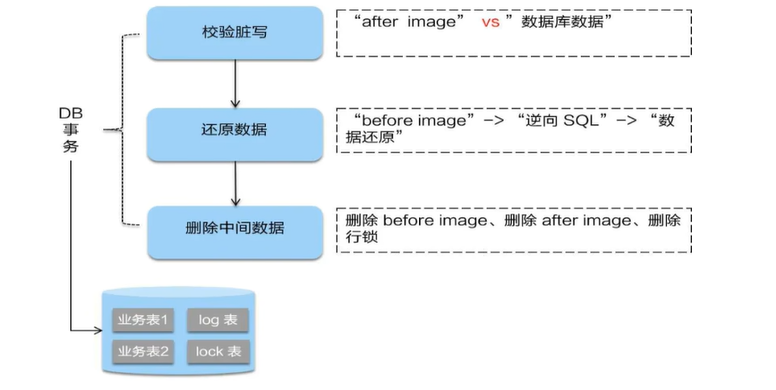 校验脏写
“after image” vs ”数据库数据”
DB
事
务
还原数据
“before image”-> “逆向 SQL”-> “数
据还原”
删除中间数据
删除 before image、删除 after image、删除
行锁
业务表1
log 表
业务表2
lock 表